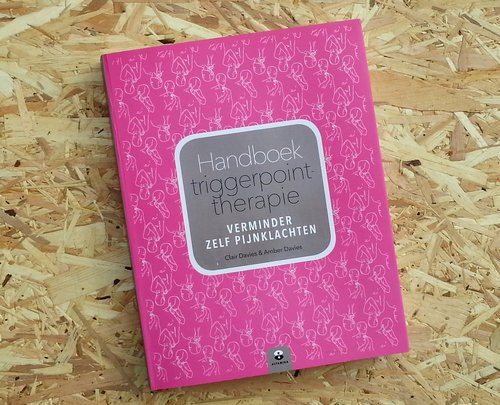 Handboek
triggerpoint-
therapie
VERMINDER
ZELF PIJNKLACHTEN
Clair Davies & Amber Davies